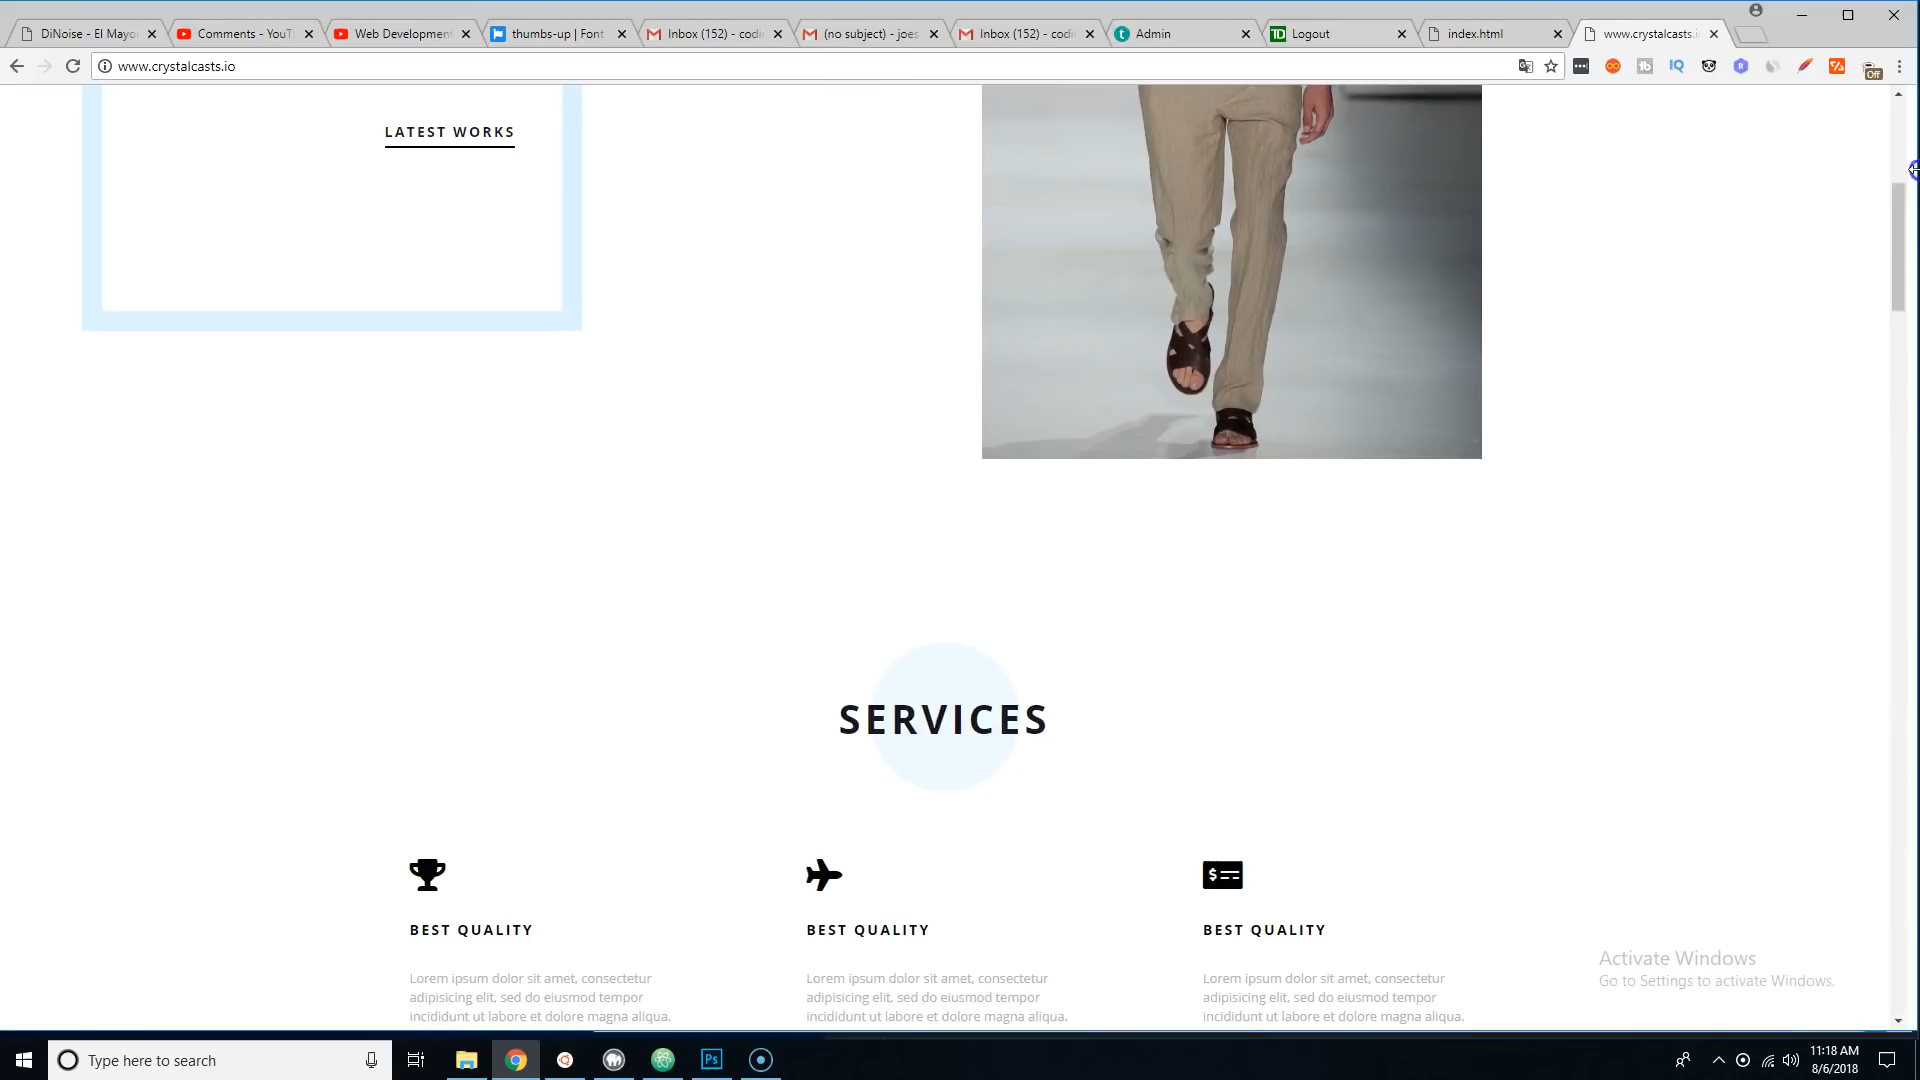 DiNoise - El Mayo
Comments - YouT
Web Development
thumbs-up | Font
Inbox (152) - codi
(no subject) - joes
Inbox (152) - codi
Admin
Logout
index.html
www.crystalcasts.i
www.crystalcasts.io
Off
LATEST WORKS
SERVICES
BEST QUALITY
BEST QUALITY
BEST QUALITY
Lorem ipsum dolor sit amet, consectetur
adipisicing elit, sed do eiusmod tempor
incididunt ut labore et dolore magna aliqua.
Lorem ipsum dolor sit amet, consectetur
adipisicing elit, sed do eiusmod tempor
incididunt ut labore et dolore magna aliqua.
Lorem ipsum dolor sit amet, consectetur
adipisicing elit, sed do eiusmod tempor
incididunt ut labore et dolore magna aliqua.
Activate Windows
Go to Settings to activate Windows.
Type here to search
Ps
11:18 AM
8/6/2018